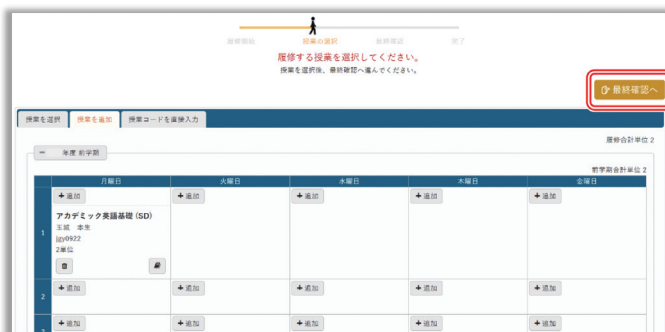 履修開始 授業の選択 最終確認 完了
履修する授業を選択してください。
授業を選択後、最終確認へ進んでください。
最終確認へ
授業を選択 授業を追加 授業コードを直接入力
履修合計単位 2
年度 前学期
前学期合計単位 2
月曜日 火曜日 水曜日 木曜日 金曜日
+追加 +追加 +追加 +追加 +追加
アカデミック英語基礎 (SD)
玉城 本生
1 jgy0922
2単位
+追加 +追加 +追加 +追加 +追加
2
+追加 +追加 +追加 +追加 +追加